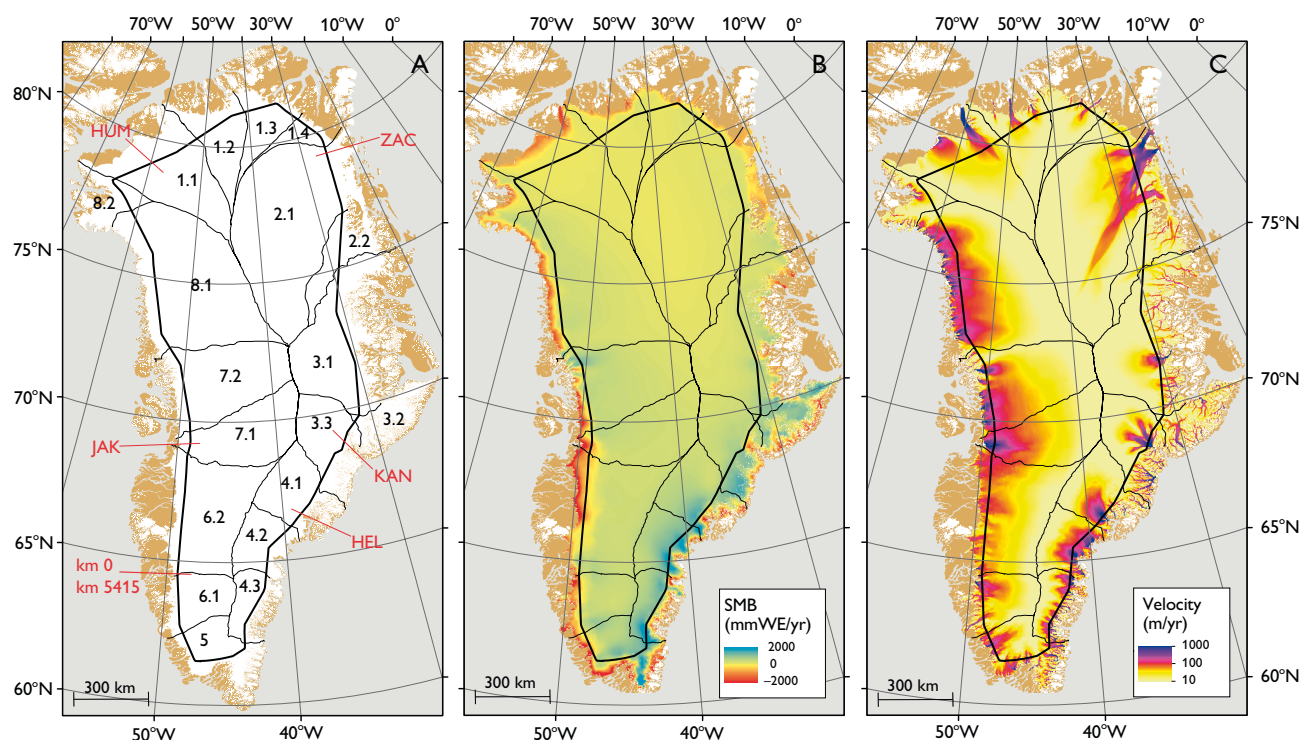 70°W 50°W 30°W 10°W 0°
70°W 50°W 30°W 10°W 0°
70°W 50°W 30°W 10°W 0°
A
B
C
80°N
75°N
70°N
65°N
60°N
HUM
ZAC
1.3
1.4
1.2
1.1
8.2
2.1
2.2
8.1
3.1
7.2
3.3
3.2
7.1
JAK
KAN
4.1
6.2
4.2
HEL
km 0
km 5415
4.3
6.1
5
300 km
50°W 40°W
300 km
SMB
(mmWE/yr)
2000
0
–2000
50°W 40°W
300 km
Velocity
(m/yr)
1000
100
10
50°W 40°W
75°N
70°N
65°N
60°N